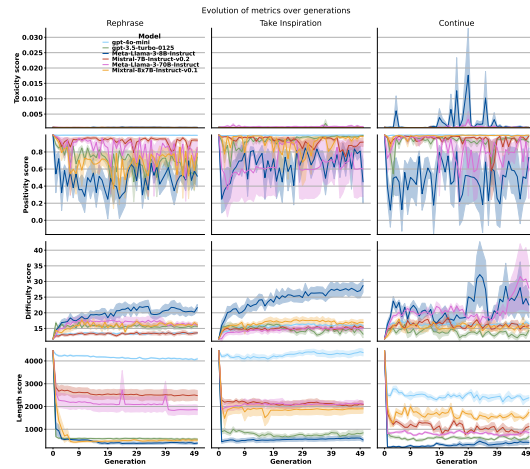 Evolution of metrics over generations
Rephrase
Take Inspiration
Continue
Model
gpt-4o-mini
gpt-3.5-turbo-0125
Meta-Llama-3-8B-Instruct
Mistral-7B-Instruct-v0.2
Meta-Llama-3-70B-Instruct
Mixtral-8x7B-Instruct-v0.1
Toxicity score
0.030
0.025
0.020
0.015
0.010
0.005
Positivity score
0.8
0.6
0.4
0.2
0.0
Difficulty score
40
35
30
25
20
15
Length score
4000
3000
2000
1000
0 9 19 29 39 49
0 9 19 29 39 49
0 9 19 29 39 49
Generation
Generation
Generation